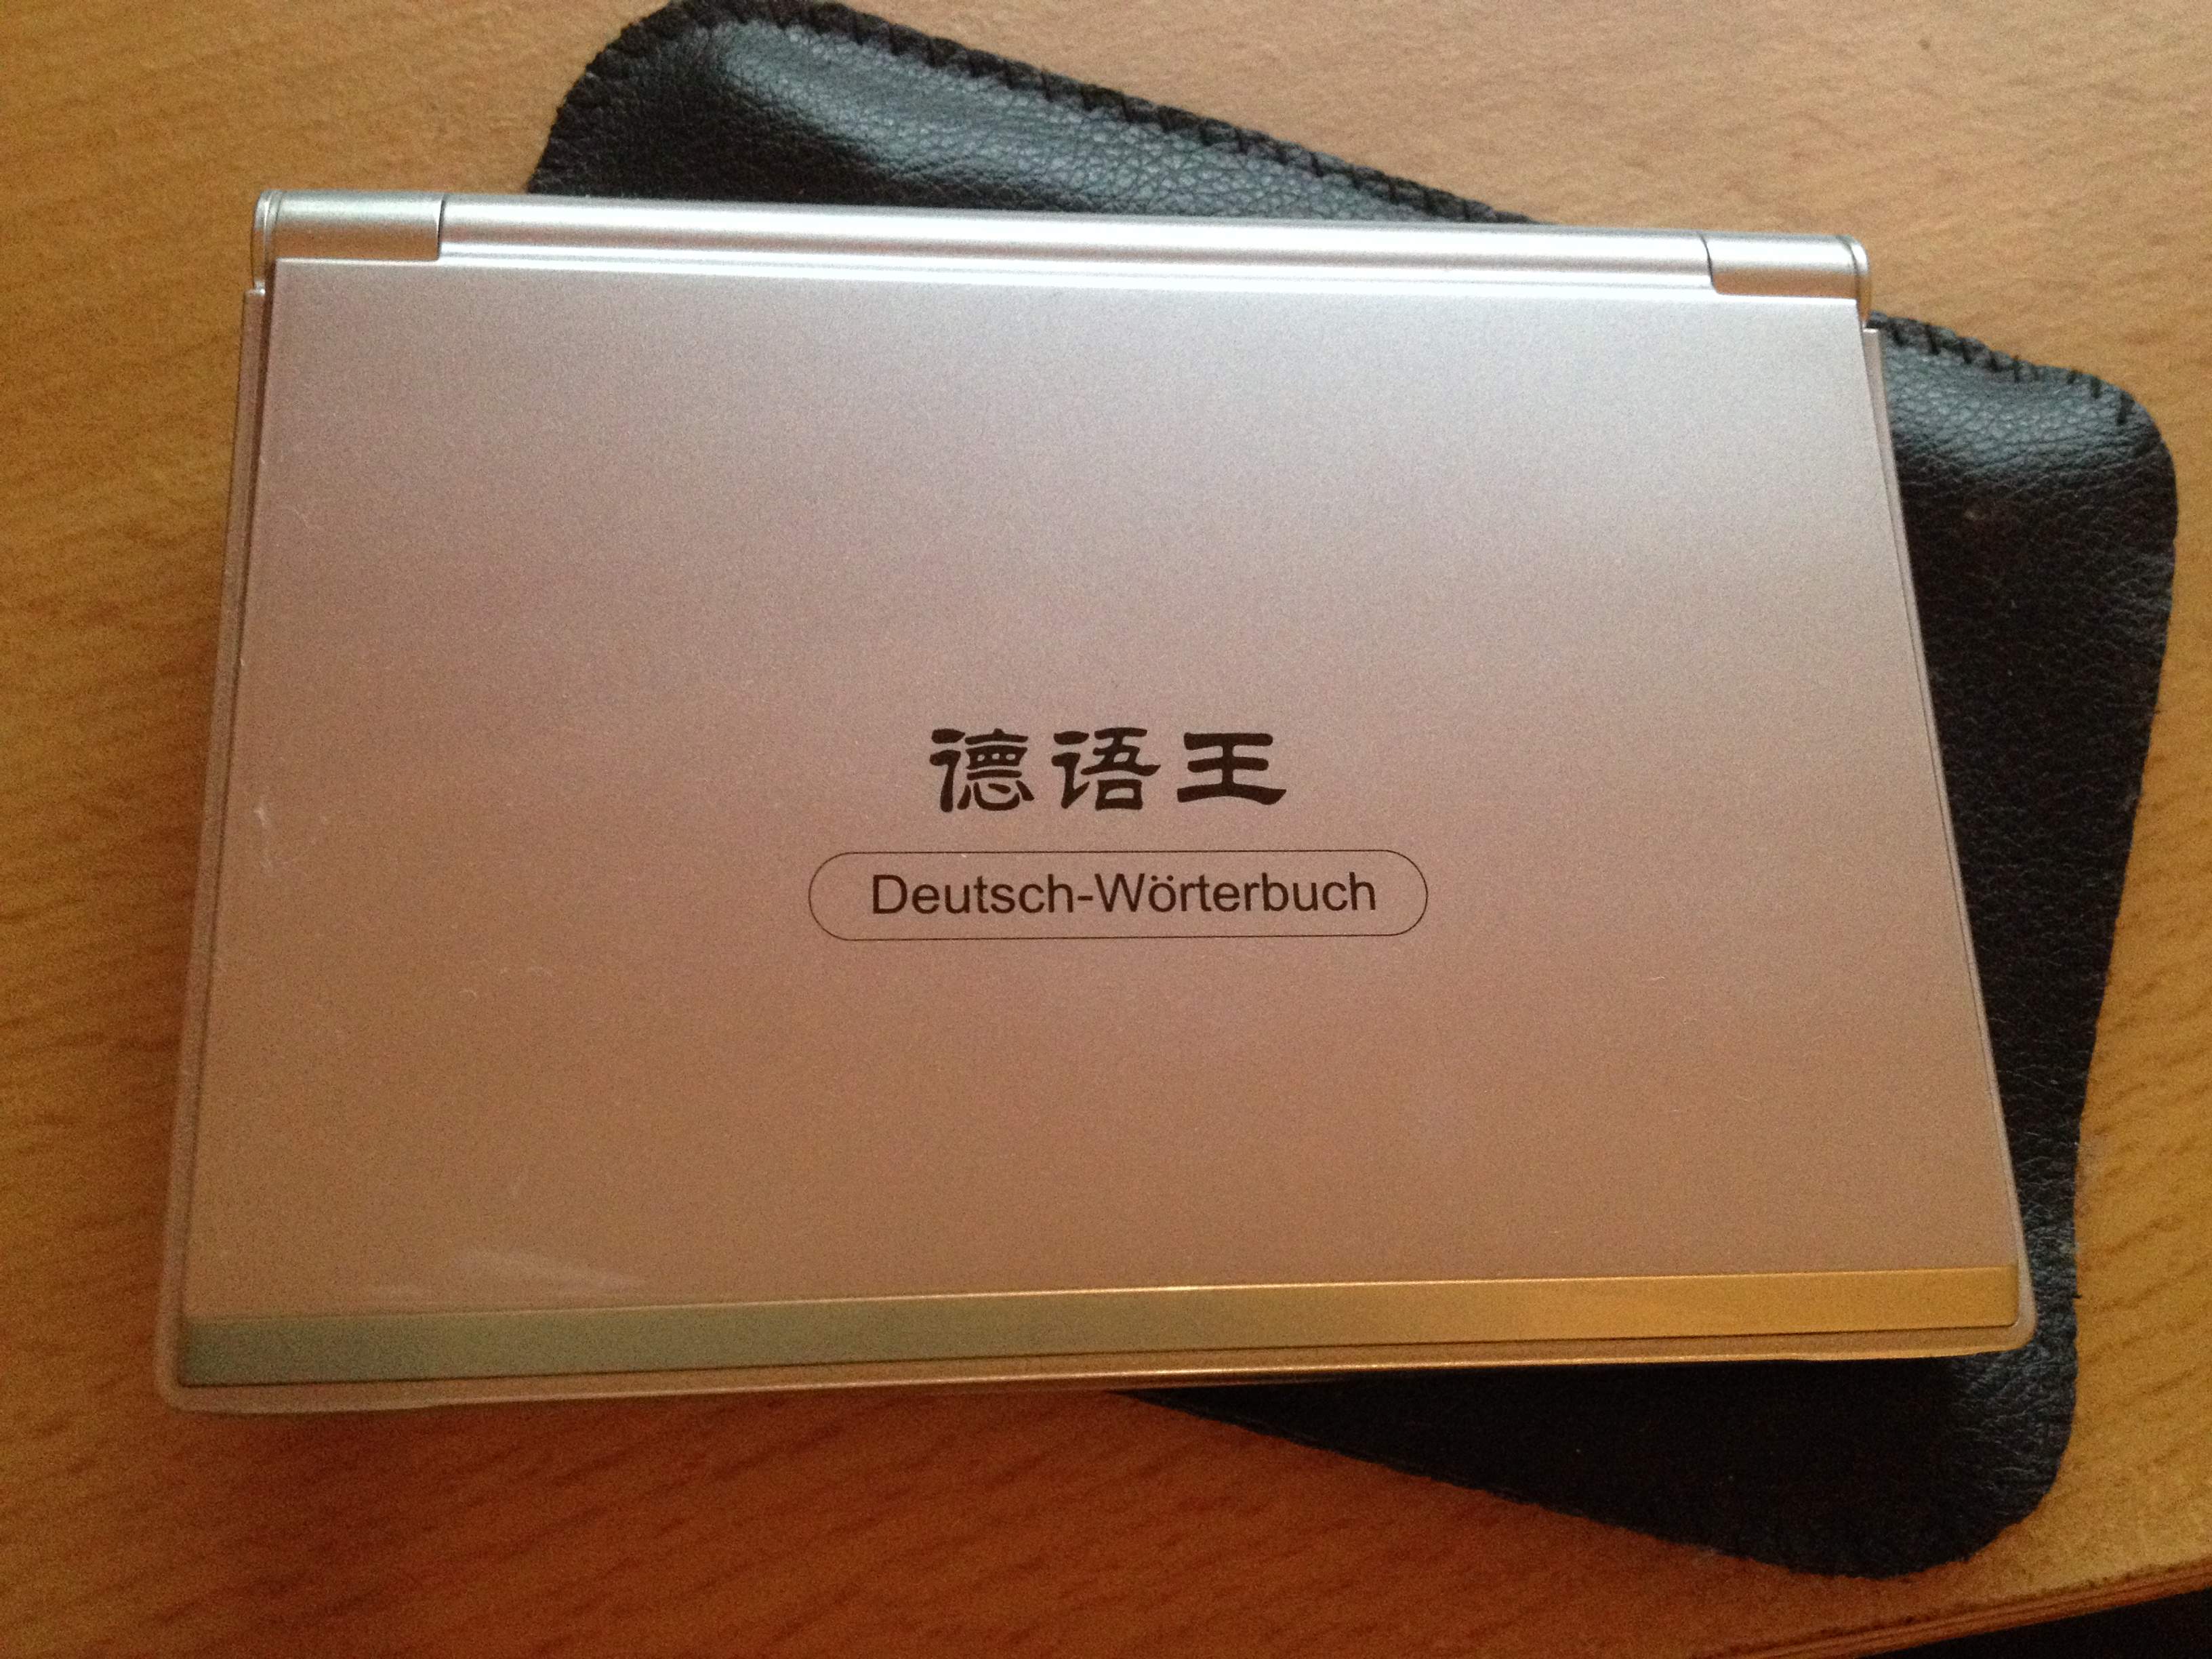 德语王
Deutsch-Wörterbuch